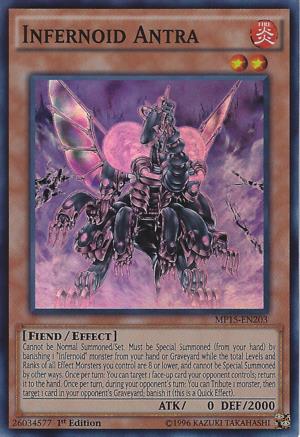 INFERNOID ANTRA
FIRE
炎
MP15-EN203
[FIEND / EFFECT]
Cannot be Normal Summoned/Set. Must be Special Summoned (from your hand) by
banishing 1 "Infernoid" monster from your hand or Graveyard while the total Levels
and Ranks of all Effect Monsters you control are 8 or lower, and cannot be Special Summoned
by other ways. Once per turn: You can target 1 face-up card your opponent controls; return
it to the hand. Once per turn, during your opponent's turn: You can Tribute 1 monster, then
target 1 card in your opponent's Graveyard; banish it (this is a Quick Effect).
ATK/ 0 DEF/2000
26034577 1st Edition ©1996 KAZUKI TAKAHASHI